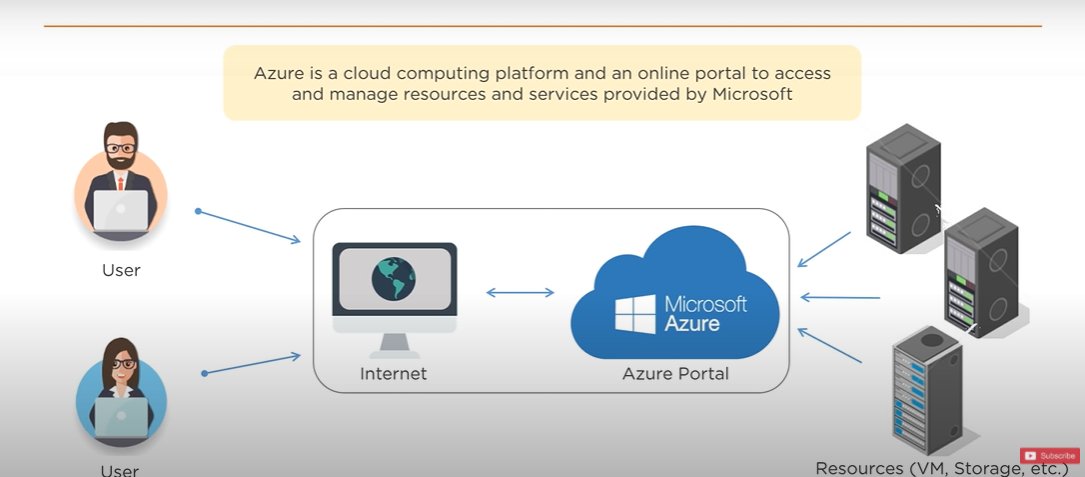 Azure is a cloud computing platform and an online portal to access
and manage resources and services provided by Microsoft
User
Internet
Microsoft
Azure
Azure Portal
User
Resources (VM, Storage, etc.)
Subscribe